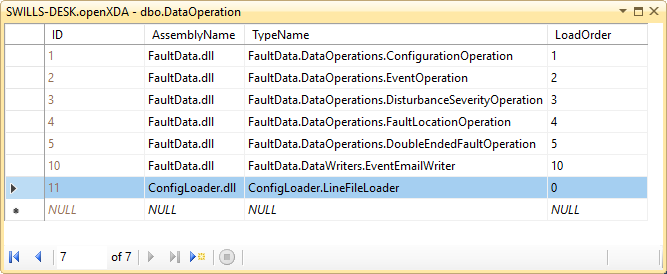 SWILLS-DESK.openXDA - dbo.DataOperation
ID AssemblyName TypeName LoadOrder
1 FaultData.dll FaultData.DataOperations.ConfigurationOperation 1
2 FaultData.dll FaultData.DataOperations.EventOperation 2
3 FaultData.dll FaultData.DataOperations.DisturbanceSeverityOperation 3
4 FaultData.dll FaultData.DataOperations.FaultLocationOperation 4
5 FaultData.dll FaultData.DataOperations.DoubleEndedFaultOperation 5
10 FaultData.dll FaultData.DataWriters.EventEmailWriter 10
11 ConfigLoader.dll ConfigLoader.LineFileLoader 0
NULL NULL NULL NULL
7 of 7